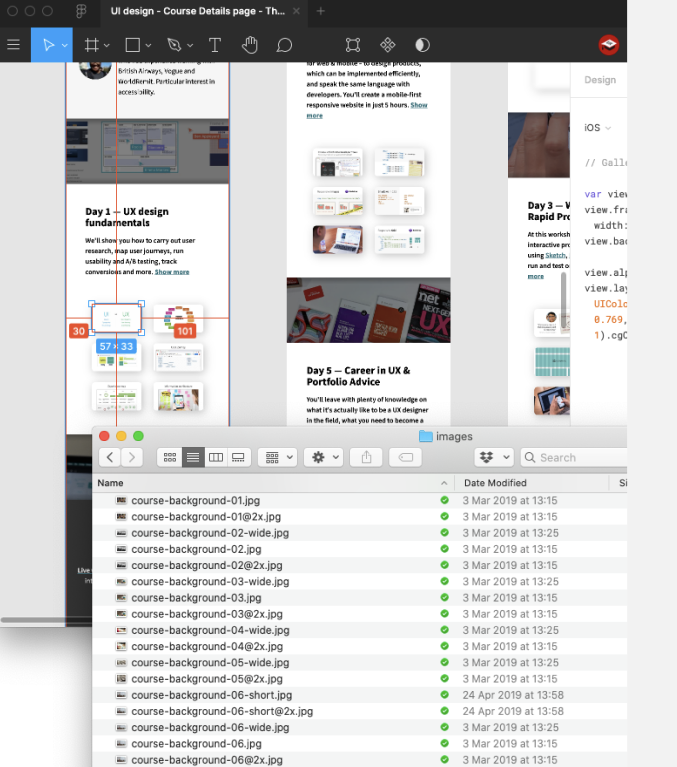 UI design - Course Details page - Th...
British Airways, Vogue and
WorldRemit. Particular interest in
accessibility.
Day 1 — UX design
fundamentals
We'll show you how to carry out user
research, map user journeys, run
usability and A/B testing, track
conversions and more. Show more
30
101
57 × 33
for web & mobile – to design products,
which can be implemented efficiently,
and speak the same language with
developers. You'll create a mobile-first
responsive website in just 5 hours. Show
more
Day 5 — Career in UX &
Portfolio Advice
You'll leave with plenty of knowledge on
what it's actually like to be a UX designer
in the field, what you need to become a
Day 3 — W
Rapid Pro
At this worksh
interactive pro
using Sketch,
run and test o
more
Design
iOS
// Galle
var view
view.fra
width:
view.bac
view.alp
view.lay
UIColo
0.769,
1).cgC
Live
images
Search
Name
Date Modified
Si
course-background-01.jpg 3 Mar 2019 at 13:15
course-background-01@2x.jpg 3 Mar 2019 at 13:15
course-background-02-wide.jpg 3 Mar 2019 at 13:25
course-background-02.jpg 3 Mar 2019 at 13:15
course-background-02@2x.jpg 3 Mar 2019 at 13:15
course-background-03-wide.jpg 3 Mar 2019 at 13:25
course-background-03.jpg 3 Mar 2019 at 13:15
course-background-03@2x.jpg 3 Mar 2019 at 13:15
course-background-04-wide.jpg 3 Mar 2019 at 13:25
course-background-04@2x.jpg 3 Mar 2019 at 13:15
course-background-05-wide.jpg 3 Mar 2019 at 13:25
course-background-05@2x.jpg 3 Mar 2019 at 13:15
course-background-06-short.jpg 24 Apr 2019 at 13:58
course-background-06-short@2x.jpg 24 Apr 2019 at 13:58
course-background-06-wide.jpg 3 Mar 2019 at 13:25
course-background-06.jpg 3 Mar 2019 at 13:15
course-background-06@2x.jpg 3 Mar 2019 at 13:15